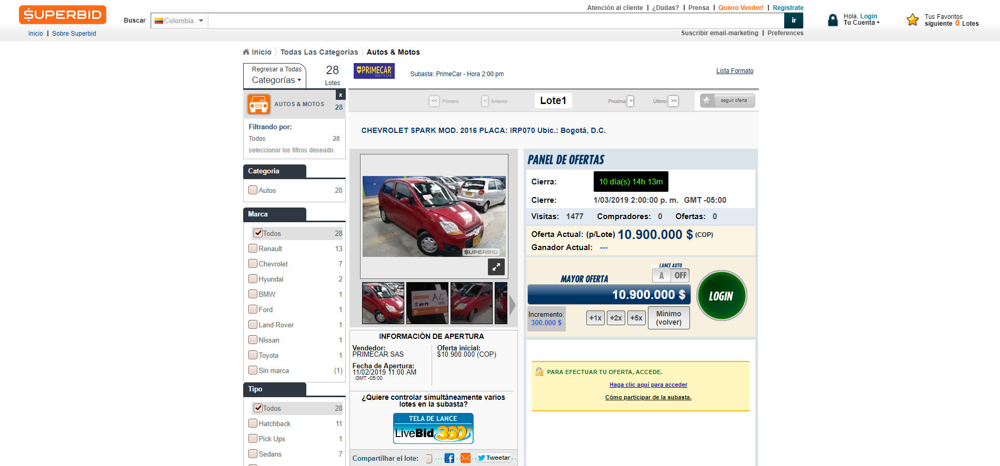 SUPERBID
Inicio | Sobre Superbid
Buscar
Colombia
ir
Atención al cliente | ¿Dudas? | Prensa | Quiero Vender! | Registrate
Suscribir email-marketing | Preferences
Hola, Login
Tu Cuenta
Tus Favoritos
siguiente 0 Lotes
Inicio Todas Las Categorías Autos & Motos
Regresar a Todas
Categorías
28
Lotes
PRIMECAR
RENT A CAR
Subasta: PrimeCar - Hora 2:00 pm
Lista Formato
x
AUTOS & MOTOS
28
<< Primero
< Anterior
Lote1
Proxima >
Último >>
seguir oferta
Filtrando por:
Todos 28
seleccionar los filtros deseado.
CHEVROLET SPARK MOD. 2016 PLACA: IRP070 Ubic.: Bogotá, D.C.
Categoria
Autos 28
Marca
Todos 28
Renault 13
Chevrolet 7
Hyundai 2
BMW 1
Ford 1
Land Rover 1
Nissan 1
Toyota 1
Sin marca (1)
Tipo
Todos 28
Hatchback 11
Pick Ups 1
Sedans 7
SUPERBID
A6
INFORMACIÓN DE APERTURA
Vendedor:
PRIMECAR SAS
Fecha de Apertura:
11/02/2019 11:00 AM
GMT -05:00
Oferta inicial:
$10.900.000 (COP)
¿Quiere controlar simultáneamente varios
lotes en la subasta?
TELA DE LANCE
LiveBid 360°
Compartilhar el lote:
Tweetar
PANEL DE OFERTAS
Cierra: 10 día(s) 14h 13m
Cierre: 1/03/2019 2:00:00 p. m. GMT -05:00
Visitas: 1477 Compradores: 0 Ofertas: 0
Oferta Actual: (p/Lote) 10.900.000 $ (COP)
Ganador Actual: ---
LANCE AUTO
A OFF
MAYOR OFERTA
10.900.000 $
LOGIN
Incremento:
300.000 $
+1x +2x +5x
Mínimo
(volver)
PARA EFECTUAR TU OFERTA, ACCEDE.
Haga clic aquí para acceder
Cómo participar de la subasta.